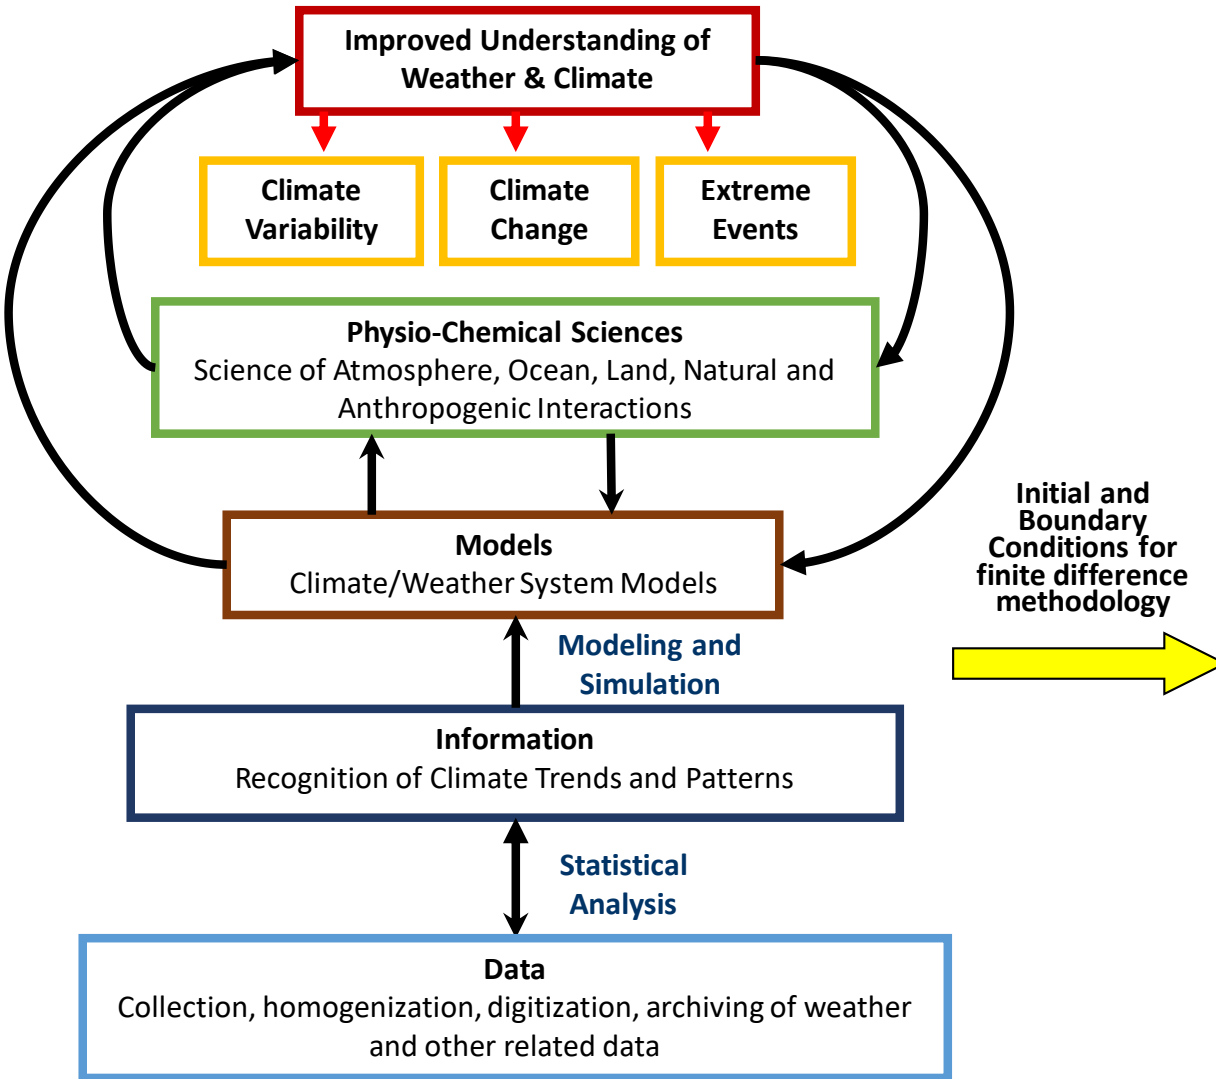 Improved Understanding of
Weather & Climate
Climate
Variability
Climate
Change
Extreme
Events
Physio-Chemical Sciences
Science of Atmosphere, Ocean, Land, Natural and
Anthropogenic Interactions
Models
Climate/Weather System Models
Initial and
Boundary
Conditions for
finite difference
methodology
Modeling and
Simulation
Information
Recognition of Climate Trends and Patterns
Statistical
Analysis
Data
Collection, homogenization, digitization, archiving of weather
and other related data